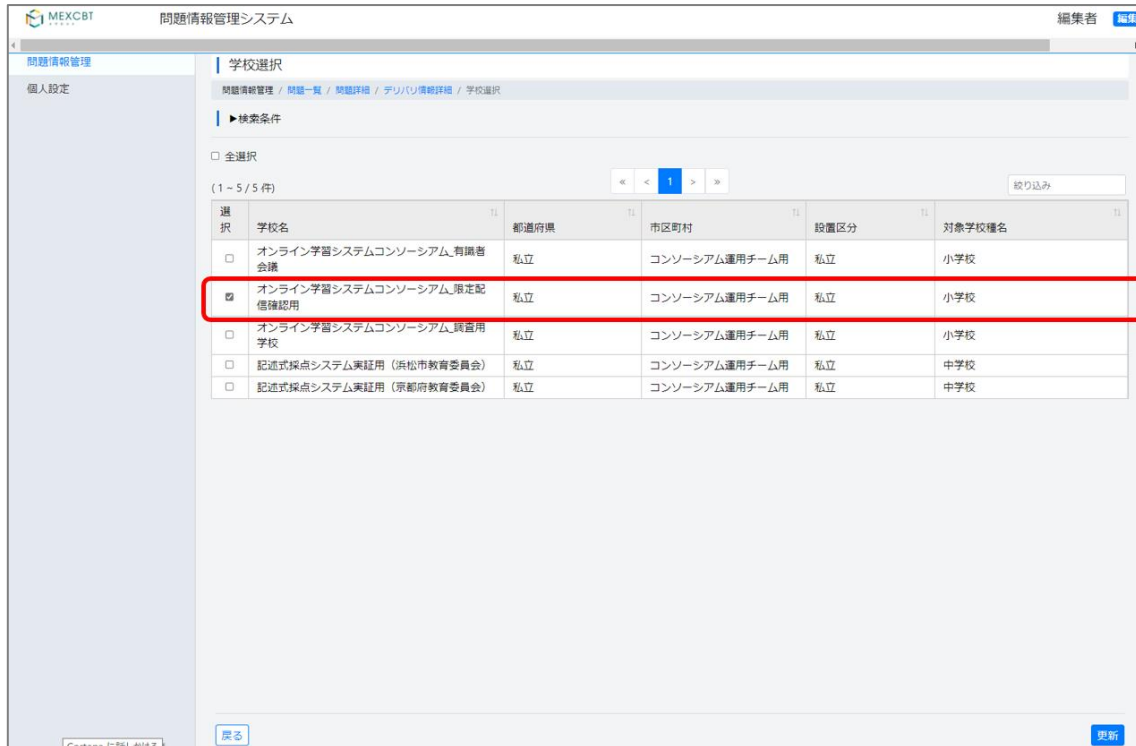 MEXCBT
問題情報管理システム
編集者
編集
問題情報管理
個人設定
学校選択
問題情報管理 / 問題一覧 / 問題詳細 / デリバリ情報詳細 / 学校選択
▶検索条件
全選択
(1 ~ 5 / 5 件)
« < 1 > »
絞り込み
選択 学校名 都道府県 市区町村 設置区分 対象学校種名
オンライン学習システムコンソーシアム_有識者
会議 私立 コンソーシアム運用チーム用 私立 小学校
オンライン学習システムコンソーシアム_限定配
信確認用 私立 コンソーシアム運用チーム用 私立 小学校
オンライン学習システムコンソーシアム_調査用
学校 私立 コンソーシアム運用チーム用 私立 小学校
記述式採点システム実証用（浜松市教育委員会） 私立 コンソーシアム運用チーム用 私立 中学校
記述式採点システム実証用（京都府教育委員会） 私立 コンソーシアム運用チーム用 私立 中学校
戻る
更新